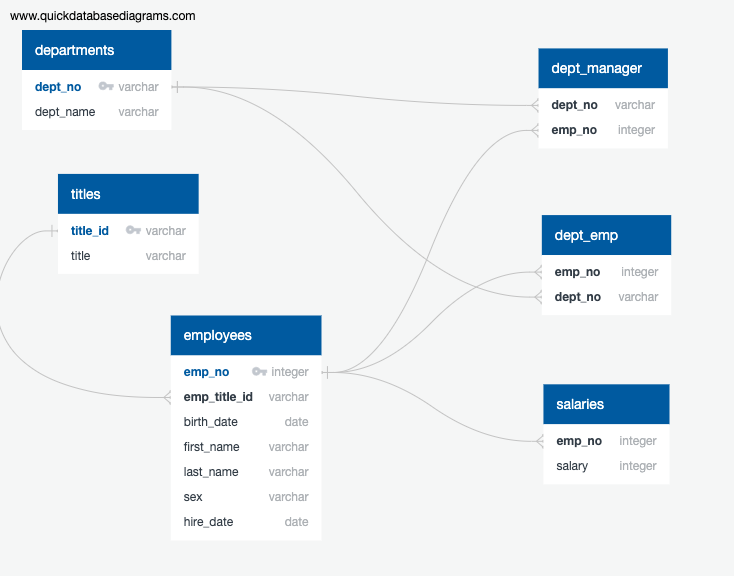 www.quickdatabasediagrams.com
departments
dept_no varchar
dept_name varchar
titles
title_id varchar
title varchar
employees
emp_no integer
emp_title_id varchar
birth_date date
first_name varchar
last_name varchar
sex varchar
hire_date date
dept_manager
dept_no varchar
emp_no integer
dept_emp
emp_no integer
dept_no varchar
salaries
emp_no integer
salary integer